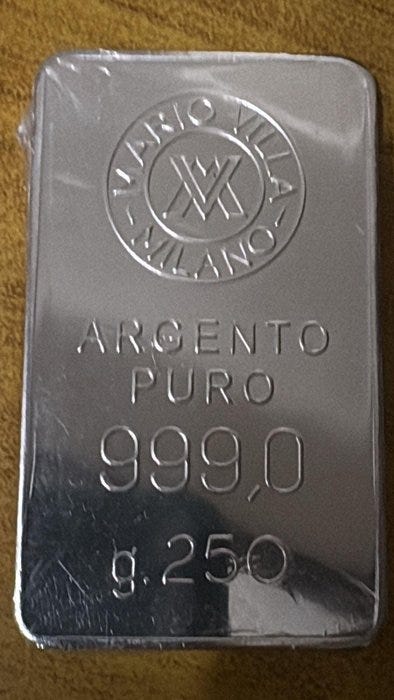 MARIO VILLA
MILANO
ARGENTO
PURO
999,0
g.250